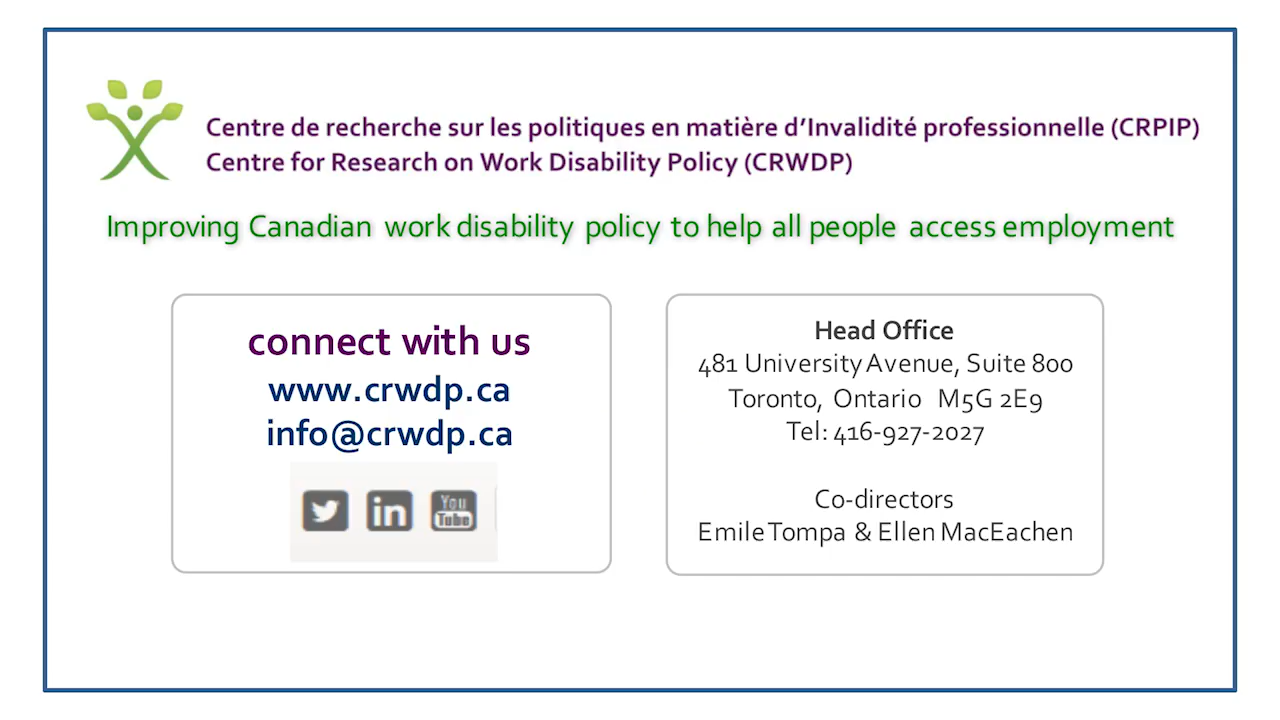 Centre de recherche sur les politiques en matière d’Invalidité professionnelle (CRPIP)
Centre for Research on Work Disability Policy (CRWDP)
Improving Canadian work disability policy to help all people access employment
connect with us
www.crwdp.ca
info@crwdp.ca
in You
Tube
Head Office
481 University Avenue, Suite 800
Toronto, Ontario M5G 2E9
Tel: 416-927-2027
Co-directors
Emile Tompa & Ellen MacEachen